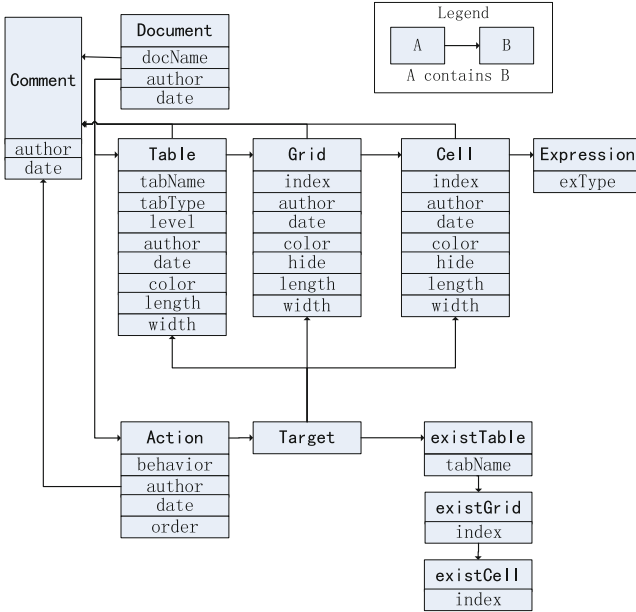 Legend
A
B
A contains B
Document
docName
author
date
Comment
author
date
Table
tabName
tabType
level
author
date
color
length
width
Grid
index
author
date
color
hide
length
width
Cell
index
author
date
color
hide
length
width
Expression
exType
Action
behavior
author
date
order
Target
existTable
tabName
existGrid
index
existCell
index